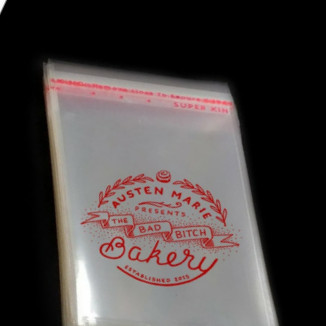 SUPER KIN
AUSTEN MARIE
PRESENTS
THE BAD BITCH
Bakery
ESTABLISHED 2015